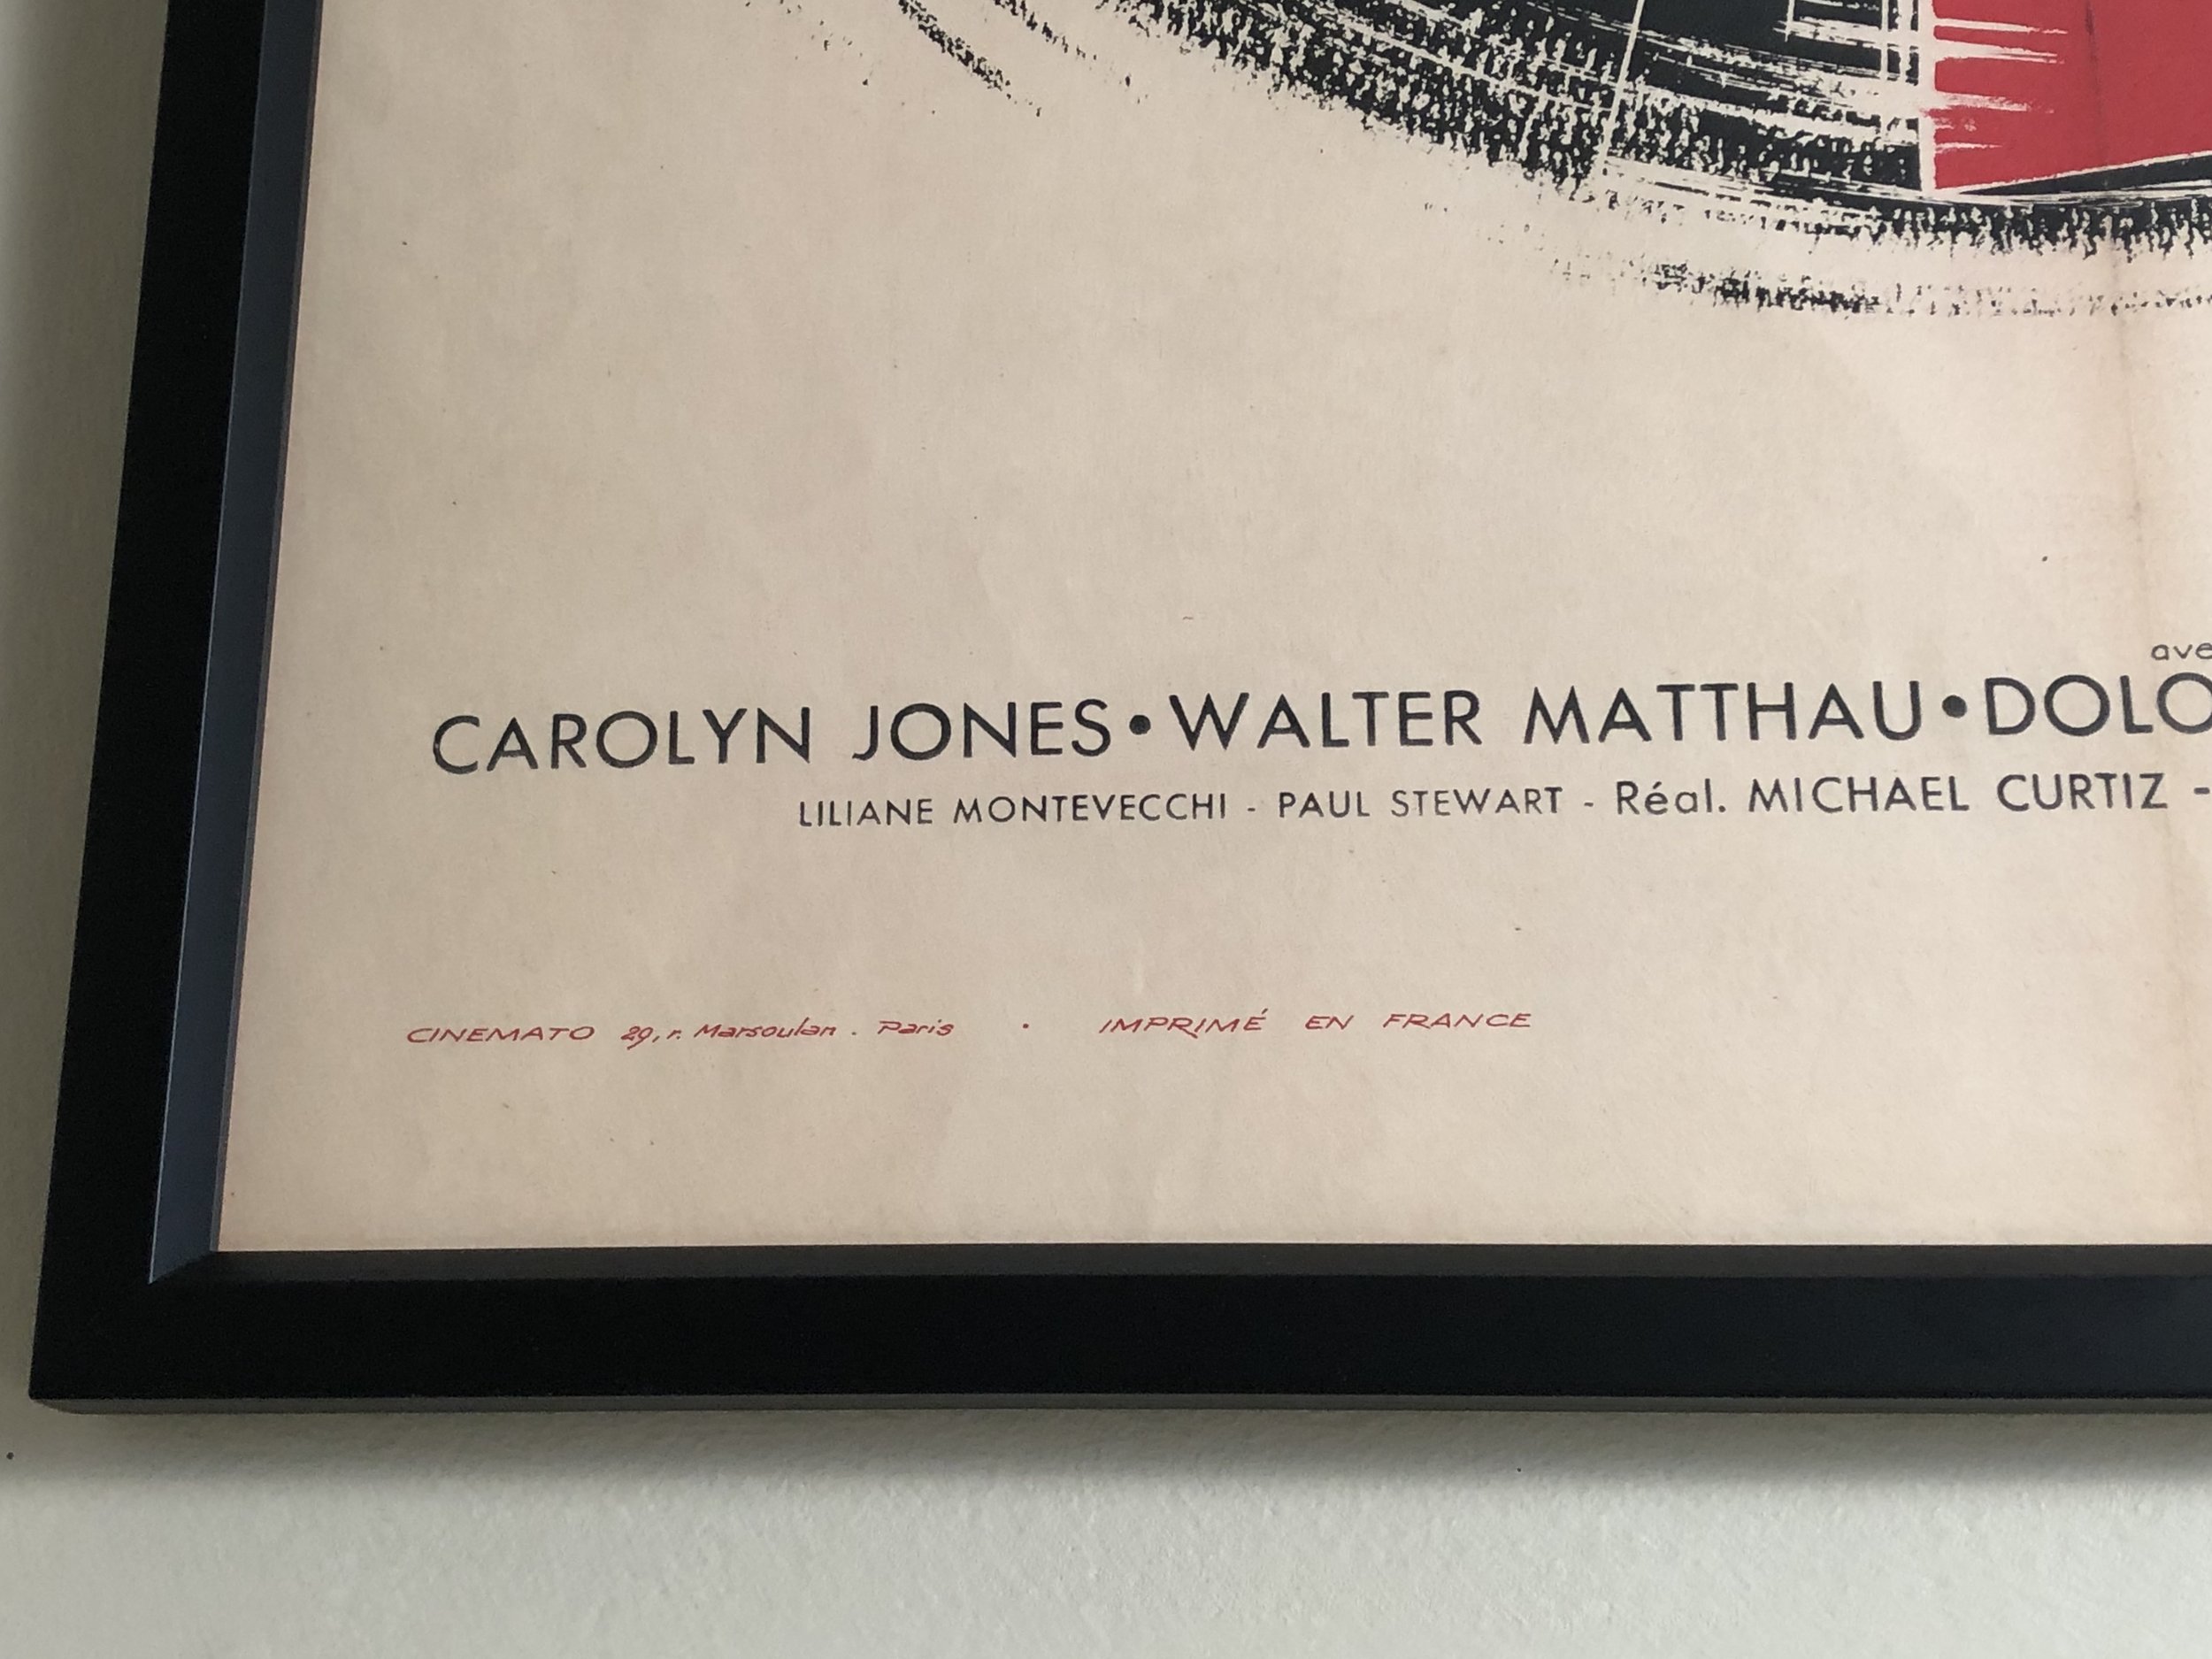 ave
CAROLYN JONES • WALTER MATTHAU • DOLO
LILIANE MONTEVECCHI - PAUL STEWART - Réal. MICHAEL CURTIZ -
CINEMATO 29, r. Marsoulan . Paris • IMPRIMÉ EN FRANCE